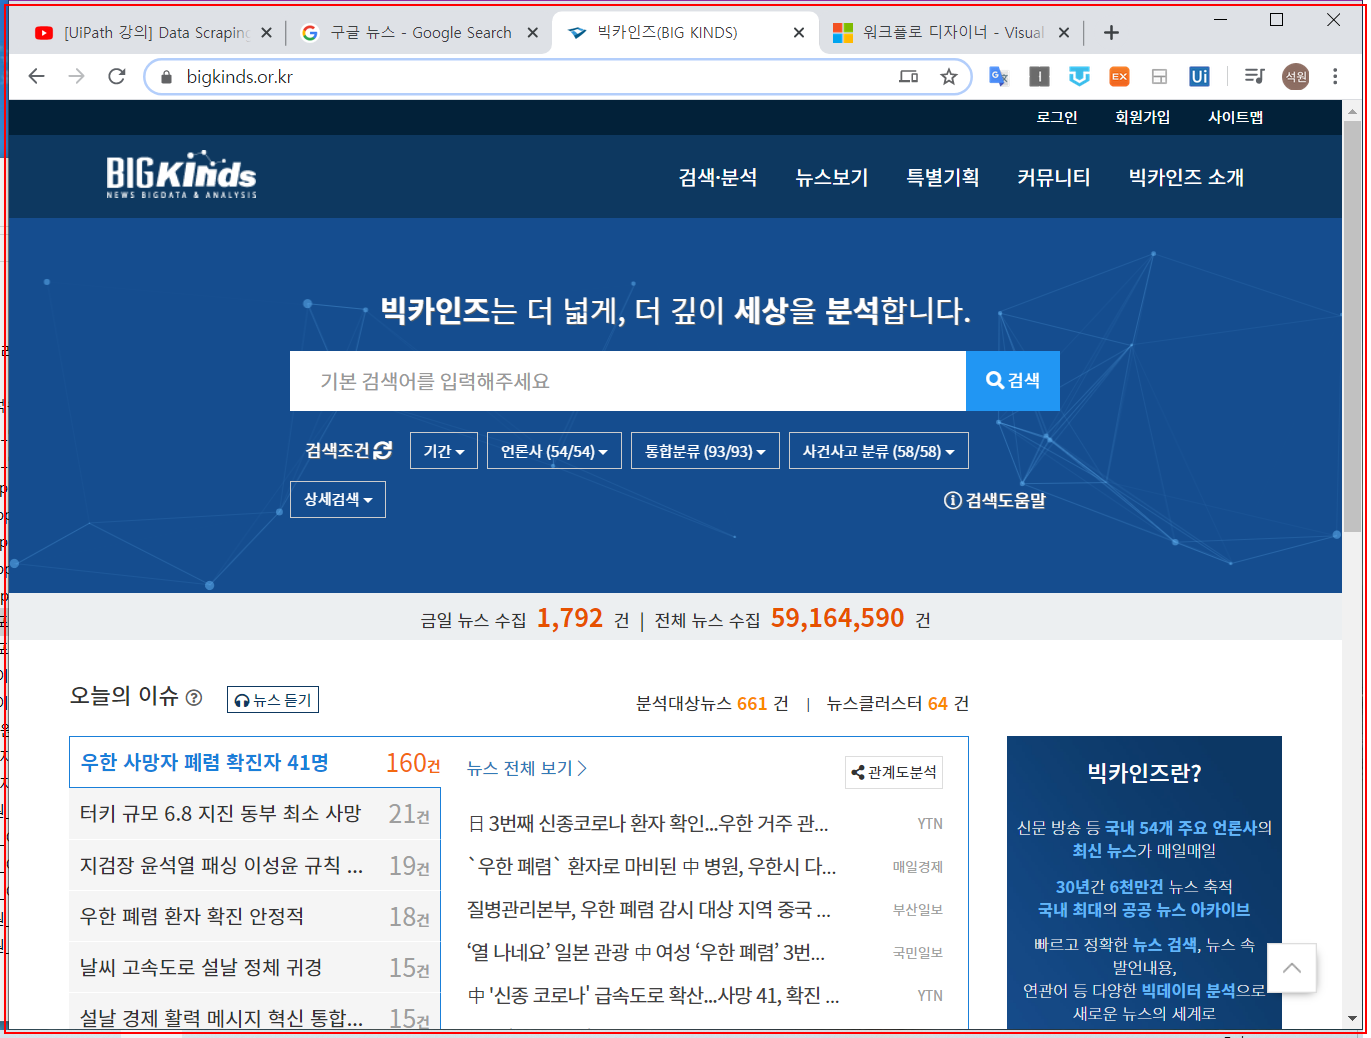 [UiPath 강의] Data Scraping
구글 뉴스 - Google Search
빅카인즈(BIG KINDS)
워크플로 디자이너 - Visual
bigkinds.or.kr
석원
로그인 회원가입 사이트맵
BIGKinds
NEWS BIGDATA & ANALYSIS
검색·분석 뉴스보기 특별기획 커뮤니티 빅카인즈 소개
빅카인즈는 더 넓게, 더 깊이 세상을 분석합니다.
기본 검색어를 입력해주세요 검색
검색조건 기간 언론사 (54/54) 통합분류 (93/93) 사건사고 분류 (58/58)
상세검색 검색도움말
금일 뉴스 수집 1,792 건 | 전체 뉴스 수집 59,164,590 건
오늘의 이슈 뉴스 듣기 분석대상뉴스 661 건 | 뉴스클러스터 64 건
우한 사망자 폐렴 확진자 41명 160건
터키 규모 6.8 지진 동부 최소 사망 21건
지검장 윤석열 패싱 이성윤 규칙 ... 19건
우한 폐렴 환자 확진 안정적 18건
날씨 고속도로 설날 정체 귀경 15건
설날 경제 활력 메시지 혁신 통합... 15건
뉴스 전체 보기 관계도분석
日 3번째 신종코로나 환자 확인...우한 거주 관... YTN
`우한 폐렴` 환자로 마비된 中 병원, 우한시 다... 매일경제
질병관리본부, 우한 폐렴 감시 대상 지역 중국 ... 부산일보
‘열 나네요’ 일본 관광 中 여성 ‘우한 폐렴’ 3번... 국민일보
中 '신종 코로나' 급속도로 확산...사망 41, 확진 ... YTN
빅카인즈란?
신문 방송 등 국내 54개 주요 언론사의
최신 뉴스가 매일매일
30년간 6천만건 뉴스 축적
국내 최대의 공공 뉴스 아카이브
빠르고 정확한 뉴스 검색, 뉴스 속
발언내용,
연관어 등 다양한 빅데이터 분석으로
새로운 뉴스의 세계로